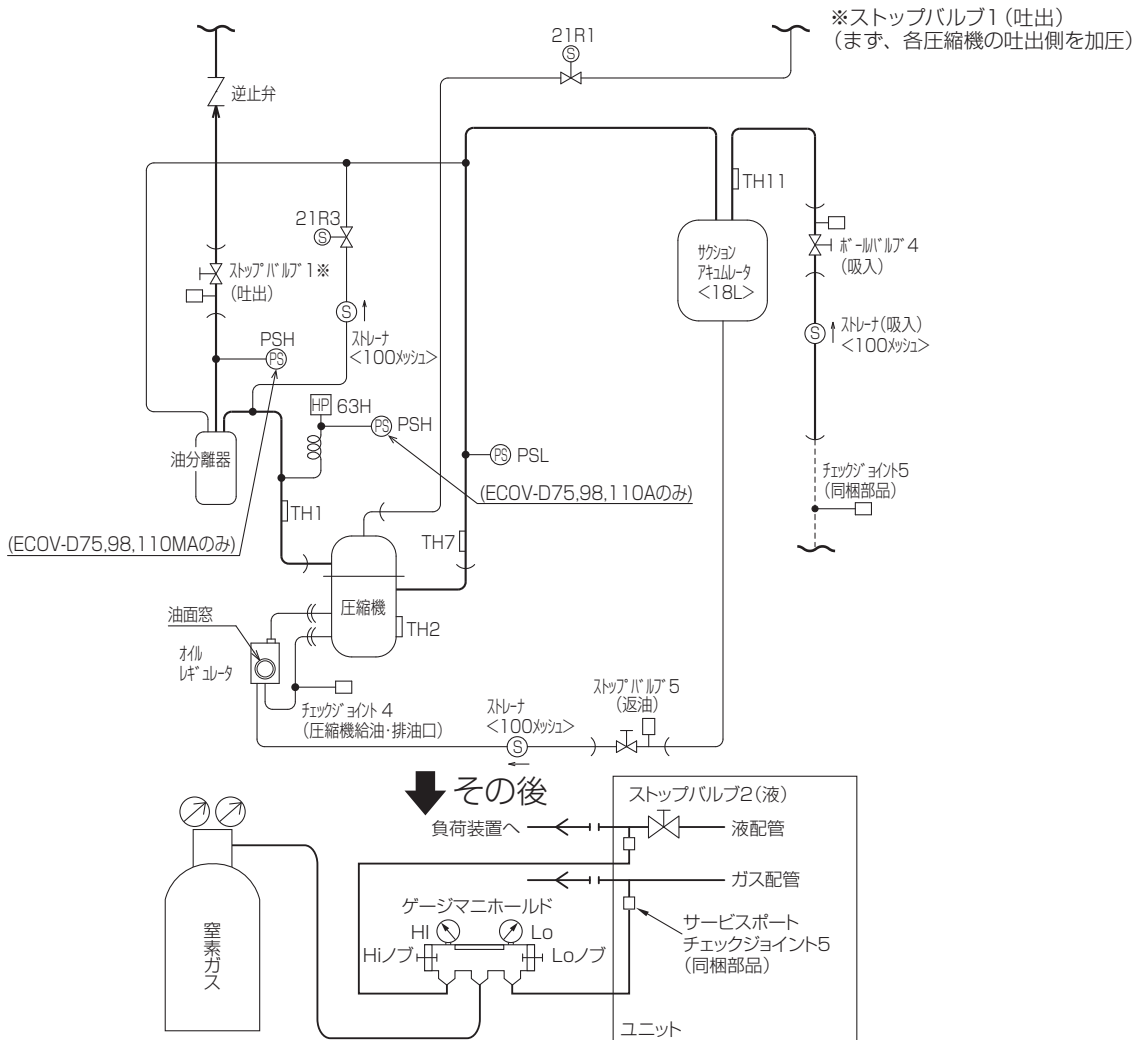 ※ストップバルブ1(吐出)
(まず、各圧縮機の吐出側を加圧)
21R1
S
逆止弁
TH11
21R3
S
ストップバルブ1※
(吐出)
サクション
アキュムレータ
<18L>
ボールバルブ4
(吸入)
S
ストレーナ
<100メッシュ>
S
ストレーナ(吸入)
<100メッシュ>
PSH
PS
HP 63H
PS PSH
油分離器
PS PSL
チェックジョイント5
(同梱部品)
(ECOV-D75,98,110Aのみ)
TH1
(ECOV-D75,98,110MAのみ)
TH7
圧縮機
油面窓
TH2
オイル
レギュレータ
チェックジョイント4
(圧縮機給油・排油口)
ストレーナ
<100メッシュ>
S
ストップバルブ5
(返油)
その後
ストップバルブ2(液)
負荷装置へ
液配管
ガス配管
ゲージマニホールド
HI
Lo
Hiノブ
Loノブ
サービスポート
チェックジョイント5
(同梱部品)
窒素ガス
ユニット